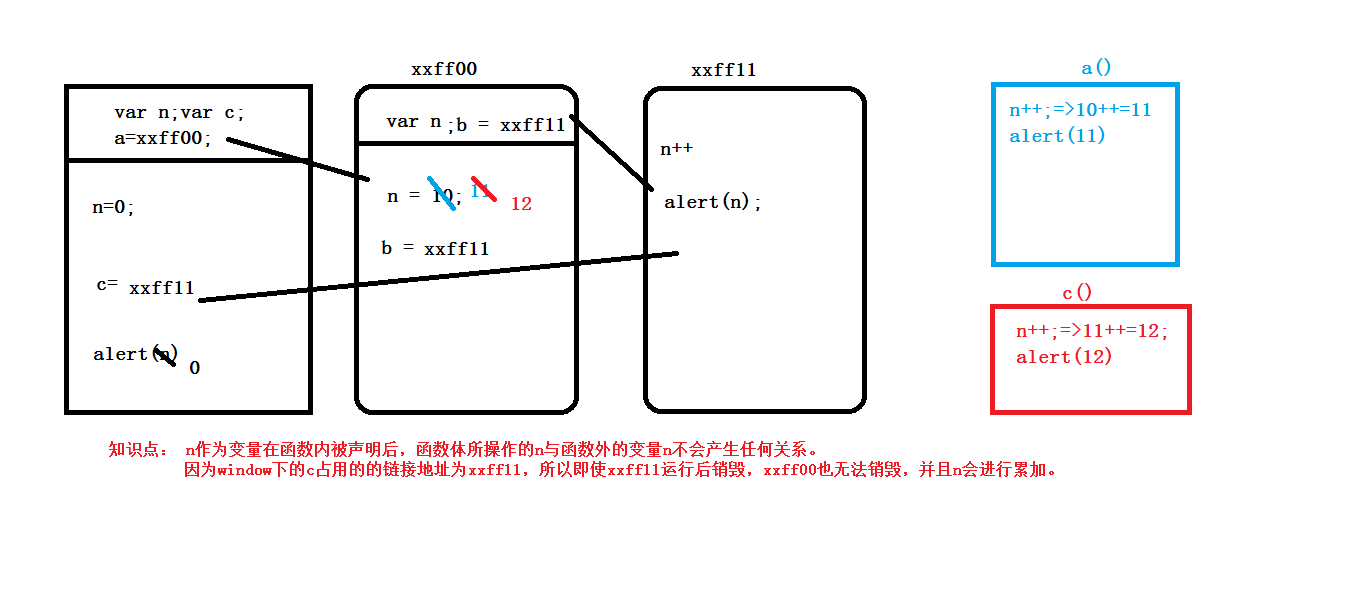 xxff00
xxff11
a()
var n;var c;
a=xxff00;
n=0;
c= xxff11
alert(n) 0
var n ;b = xxff11
n = 10; 11 12
b = xxff11
n++
alert(n);
n++;=>10++=11
alert(11)
c()
n++;=>11++=12;
alert(12)
知识点： n作为变量在函数内被声明后，函数体所操作的n与函数外的变量n不会产生任何关系。
因为window下的c占用的的链接地址为xxff11，所以即使xxff11运行后销毁，xxff00也无法销毁，并且n会进行累加。